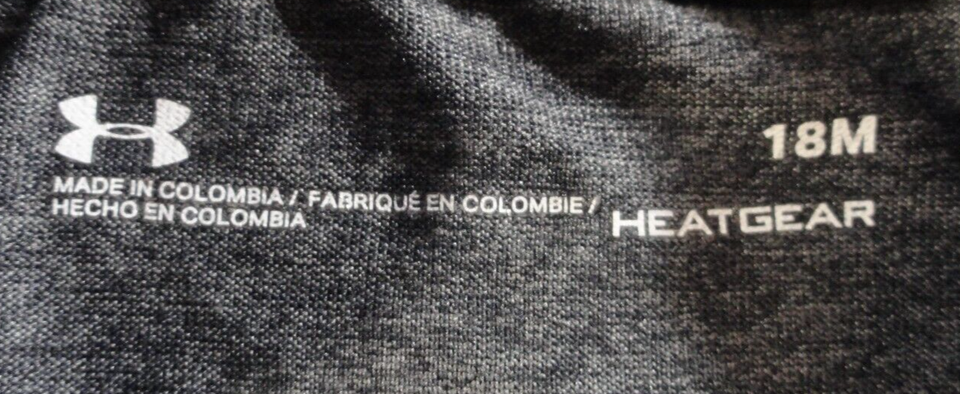 18M
MADE IN COLOMBIA / FABRIQUÉ EN COLOMBIE /
HECHO EN COLOMBIA
HEATGEAR